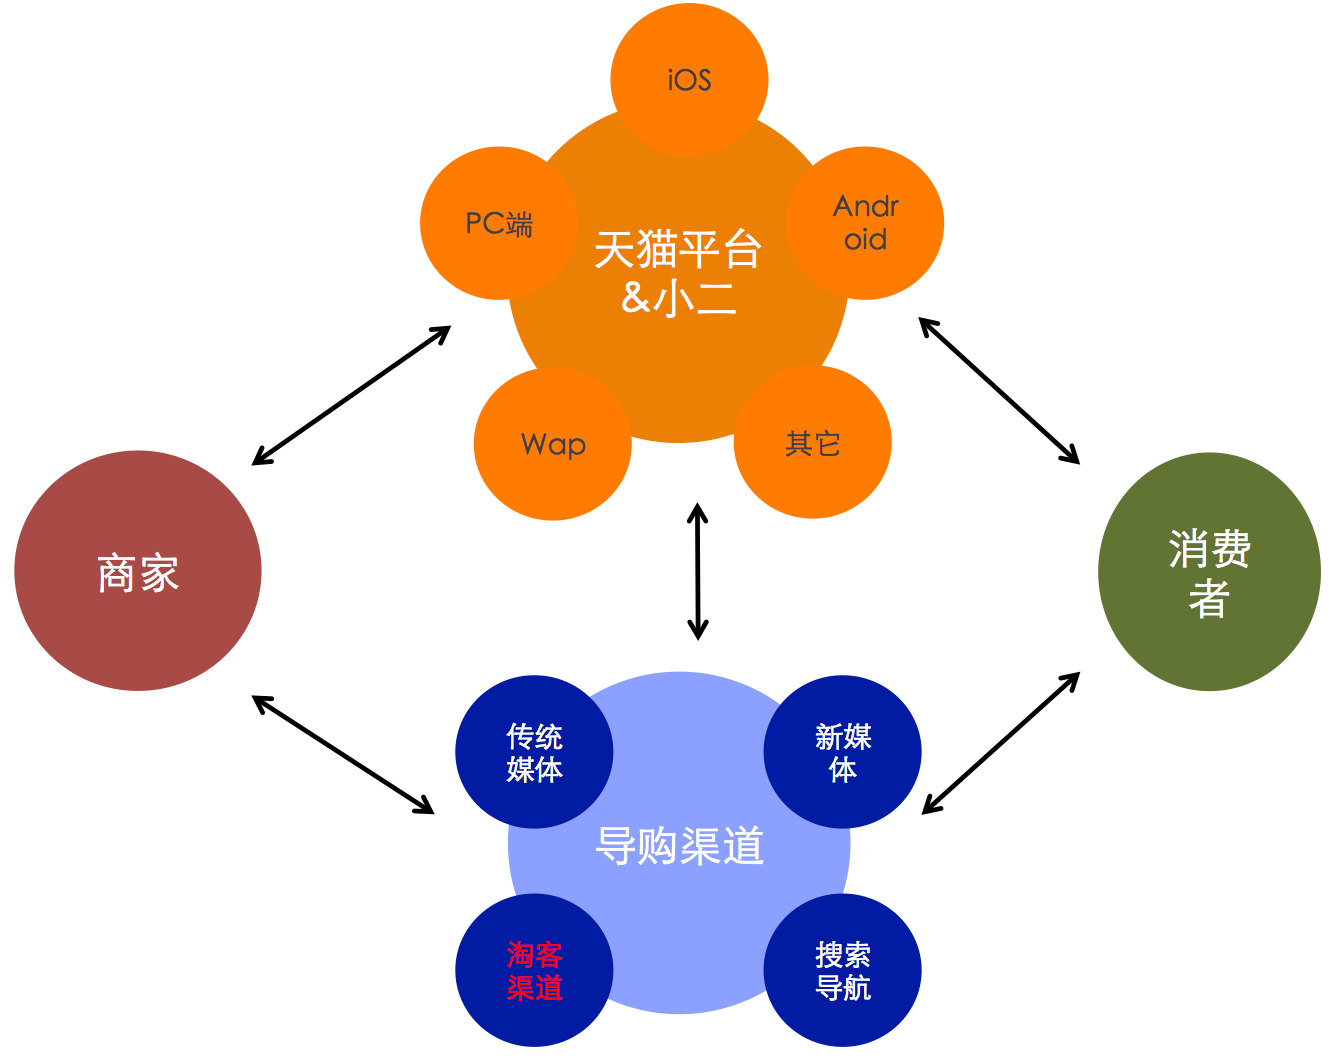 iOS
PC端
Andr
oid
天猫平台
&小二
Wap
其它
商家
消费
者
传统
媒体
新媒
体
导购渠道
淘客
渠道
搜索
导航